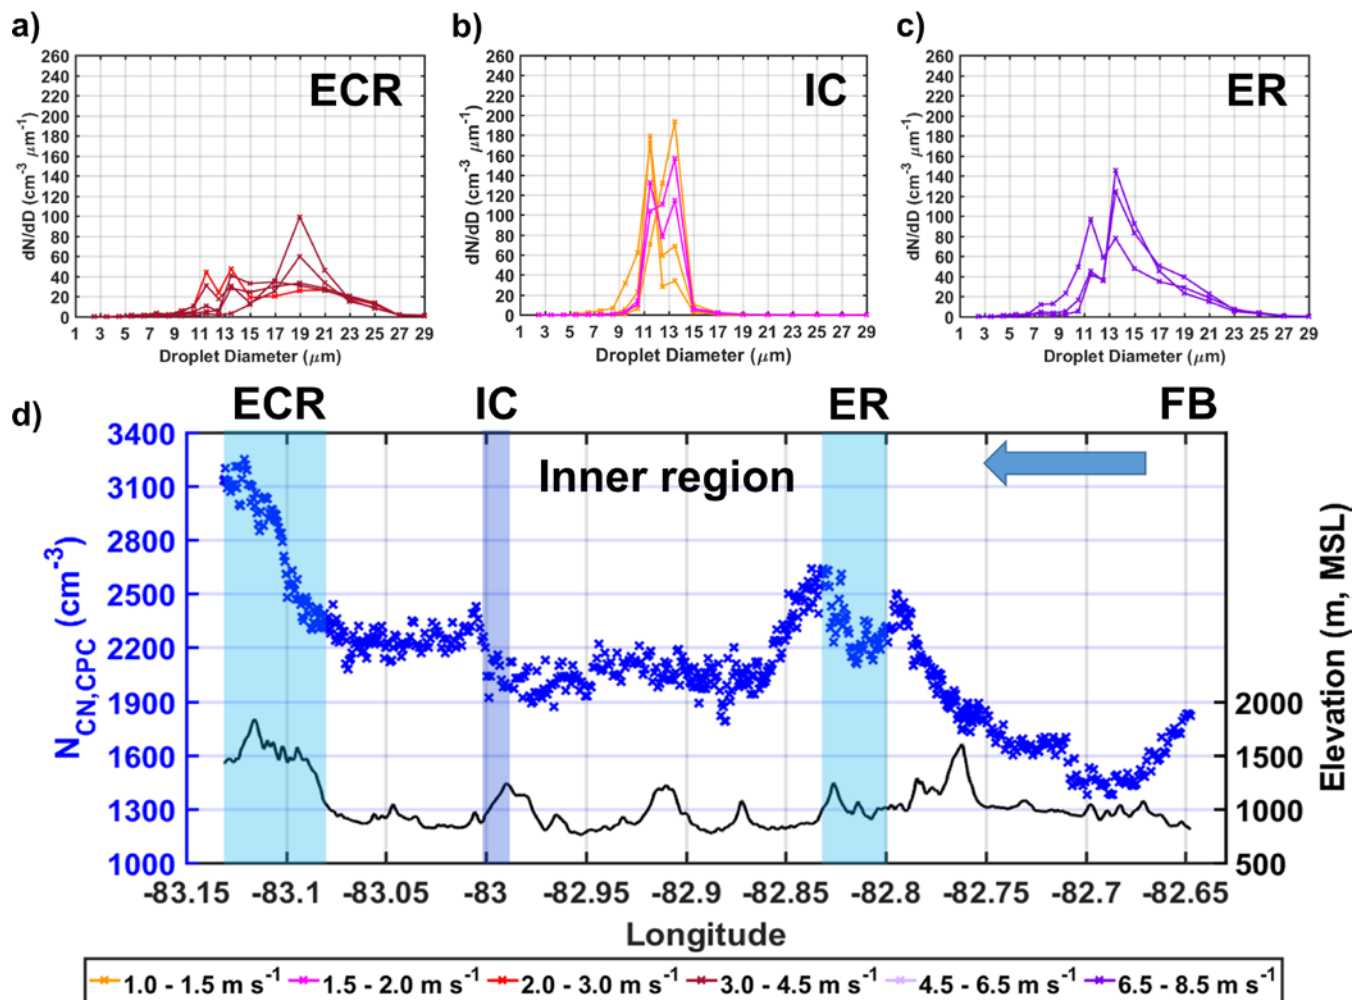 a)
b)
c)
ECR
IC
ER
260
240
220
200
180
160
140
120
100
80
60
40
20
0
dN/dD (cm⁻³ μm⁻¹)
1 3 5 7 9 11 13 15 17 19 21 23 25 27 29
Droplet Diameter (μm)
260
240
220
200
180
160
140
120
100
80
60
40
20
0
dN/dD (cm⁻³ μm⁻¹)
1 3 5 7 9 11 13 15 17 19 21 23 25 27 29
Droplet Diameter (μm)
260
240
220
200
180
160
140
120
100
80
60
40
20
0
dN/dD (cm⁻³ μm⁻¹)
1 3 5 7 9 11 13 15 17 19 21 23 25 27 29
Droplet Diameter (μm)
d)
ECR IC ER FB
Inner region
3400
3100
2800
2500
2200
1900
1600
1300
1000
N_CN,CPC (cm⁻³)
2000
1500
1000
500
Elevation (m, MSL)
-83.15 -83.1 -83.05 -83 -82.95 -82.9 -82.85 -82.8 -82.75 -82.7 -82.65
Longitude
1.0 - 1.5 m s⁻¹ 1.5 - 2.0 m s⁻¹ 2.0 - 3.0 m s⁻¹ 3.0 - 4.5 m s⁻¹ 4.5 - 6.5 m s⁻¹ 6.5 - 8.5 m s⁻¹